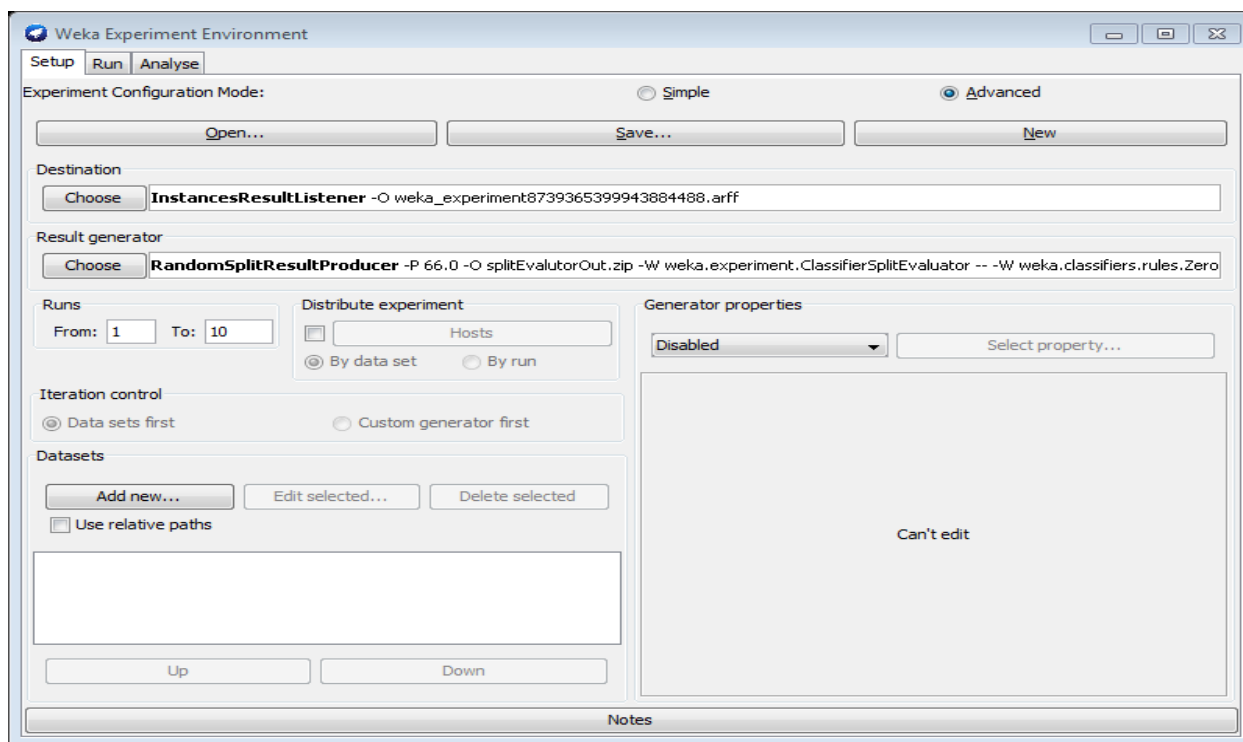 Weka Experiment Environment
Setup Run Analyse
Experiment Configuration Mode: Simple Advanced
Open... Save... New
Destination
Choose InstancesResultListener -O weka_experiment8739365399943884488.arff
Result generator
Choose RandomSplitResultProducer -P 66.0 -O splitEvalutorOut.zip -W weka.experiment.ClassifierSplitEvaluator -- -W weka.classifiers.rules.Zero
Runs
From: 1 To: 10
Distribute experiment
Hosts
By data set By run
Generator properties
Disabled Select property...
Iteration control
Data sets first Custom generator first
Datasets
Add new... Edit selected... Delete selected
Use relative paths
Can't edit
Up Down
Notes